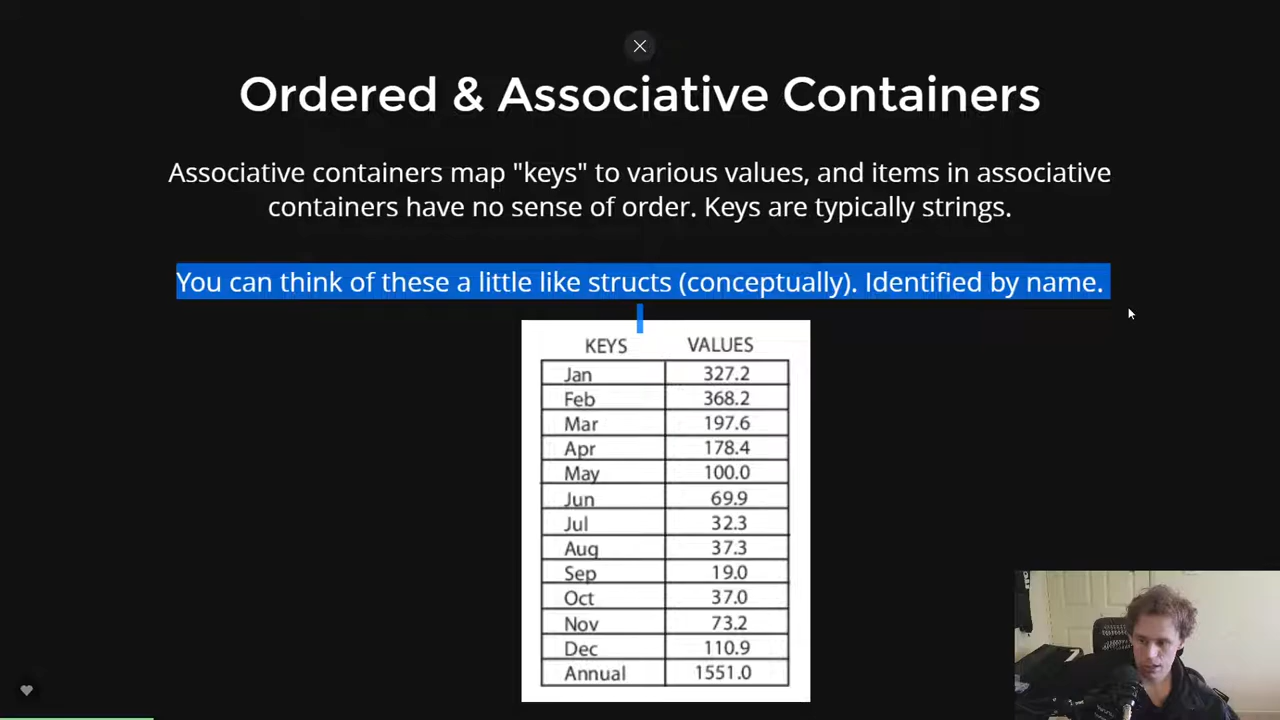 Ordered & Associative Containers
Associative containers map "keys" to various values, and items in associative
containers have no sense of order. Keys are typically strings.
You can think of these a little like structs (conceptually). Identified by name.
KEYS VALUES
Jan 327.2
Feb 368.2
Mar 197.6
Apr 178.4
May 100.0
Jun 69.9
Jul 32.3
Aug 37.3
Sep 19.0
Oct 37.0
Nov 73.2
Dec 110.9
Annual 1551.0